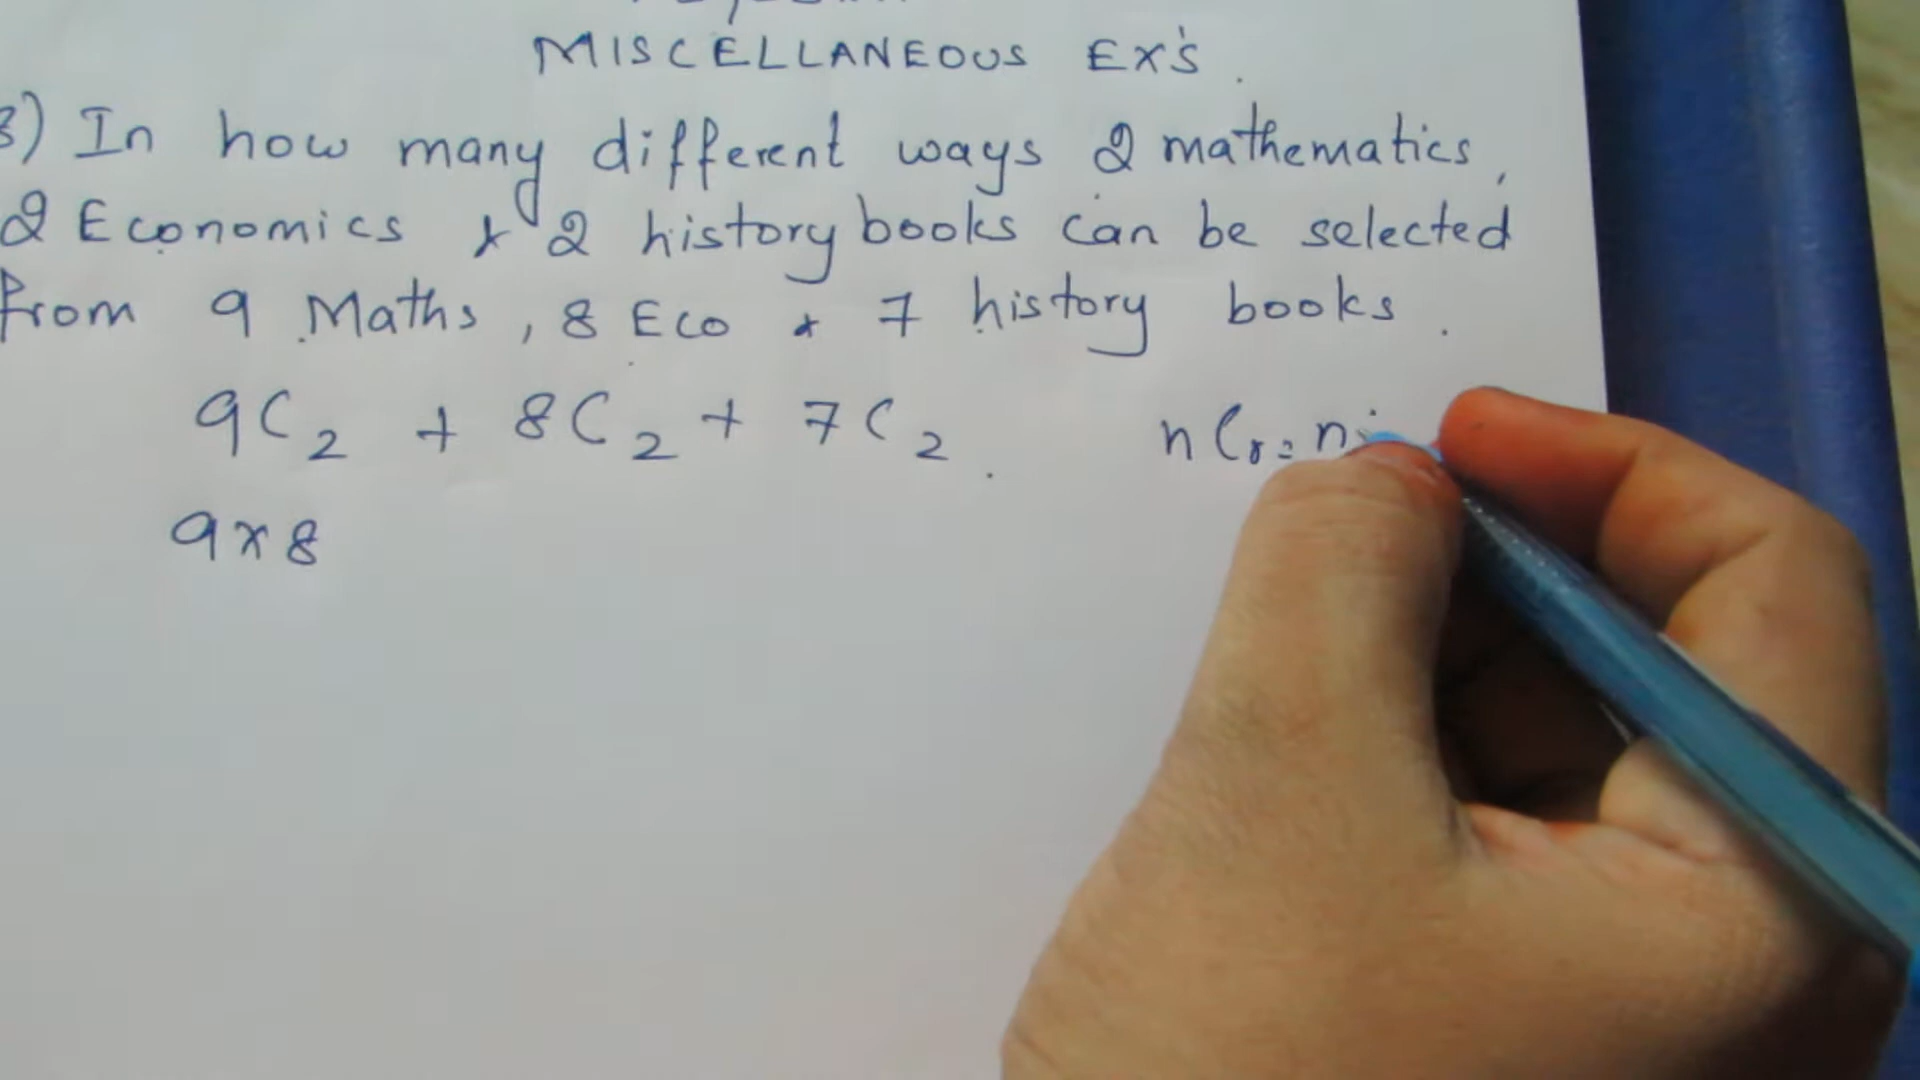 MISCELLANEOUS EX'S.
3) In how many different ways 2 mathematics,
2 Economics & 2 history books can be selected
from 9 Maths, 8 Eco & 7 history books.
9C2 + 8C2 + 7C2. nCr = n
9x8